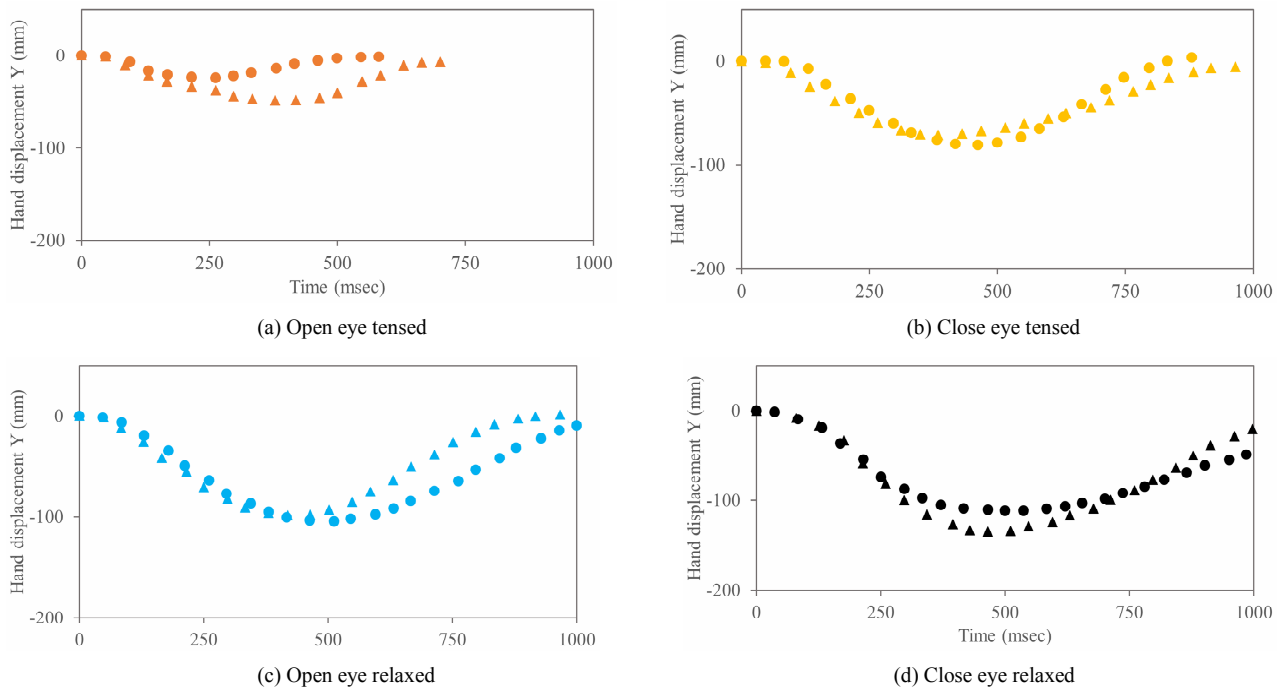 Hand displacement Y (mm)
0
-100
-200
0 250 500 750 1000
Time (msec)
(a) Open eye tensed
Hand displacement Y (mm)
0
-100
-200
0 250 500 750 1000
(b) Close eye tensed
Hand displacement Y (mm)
0
-100
-200
0 250 500 750 1000
(c) Open eye relaxed
Hand displacement Y (mm)
0
-100
-200
0 250 500 750 1000
Time (msec)
(d) Close eye relaxed